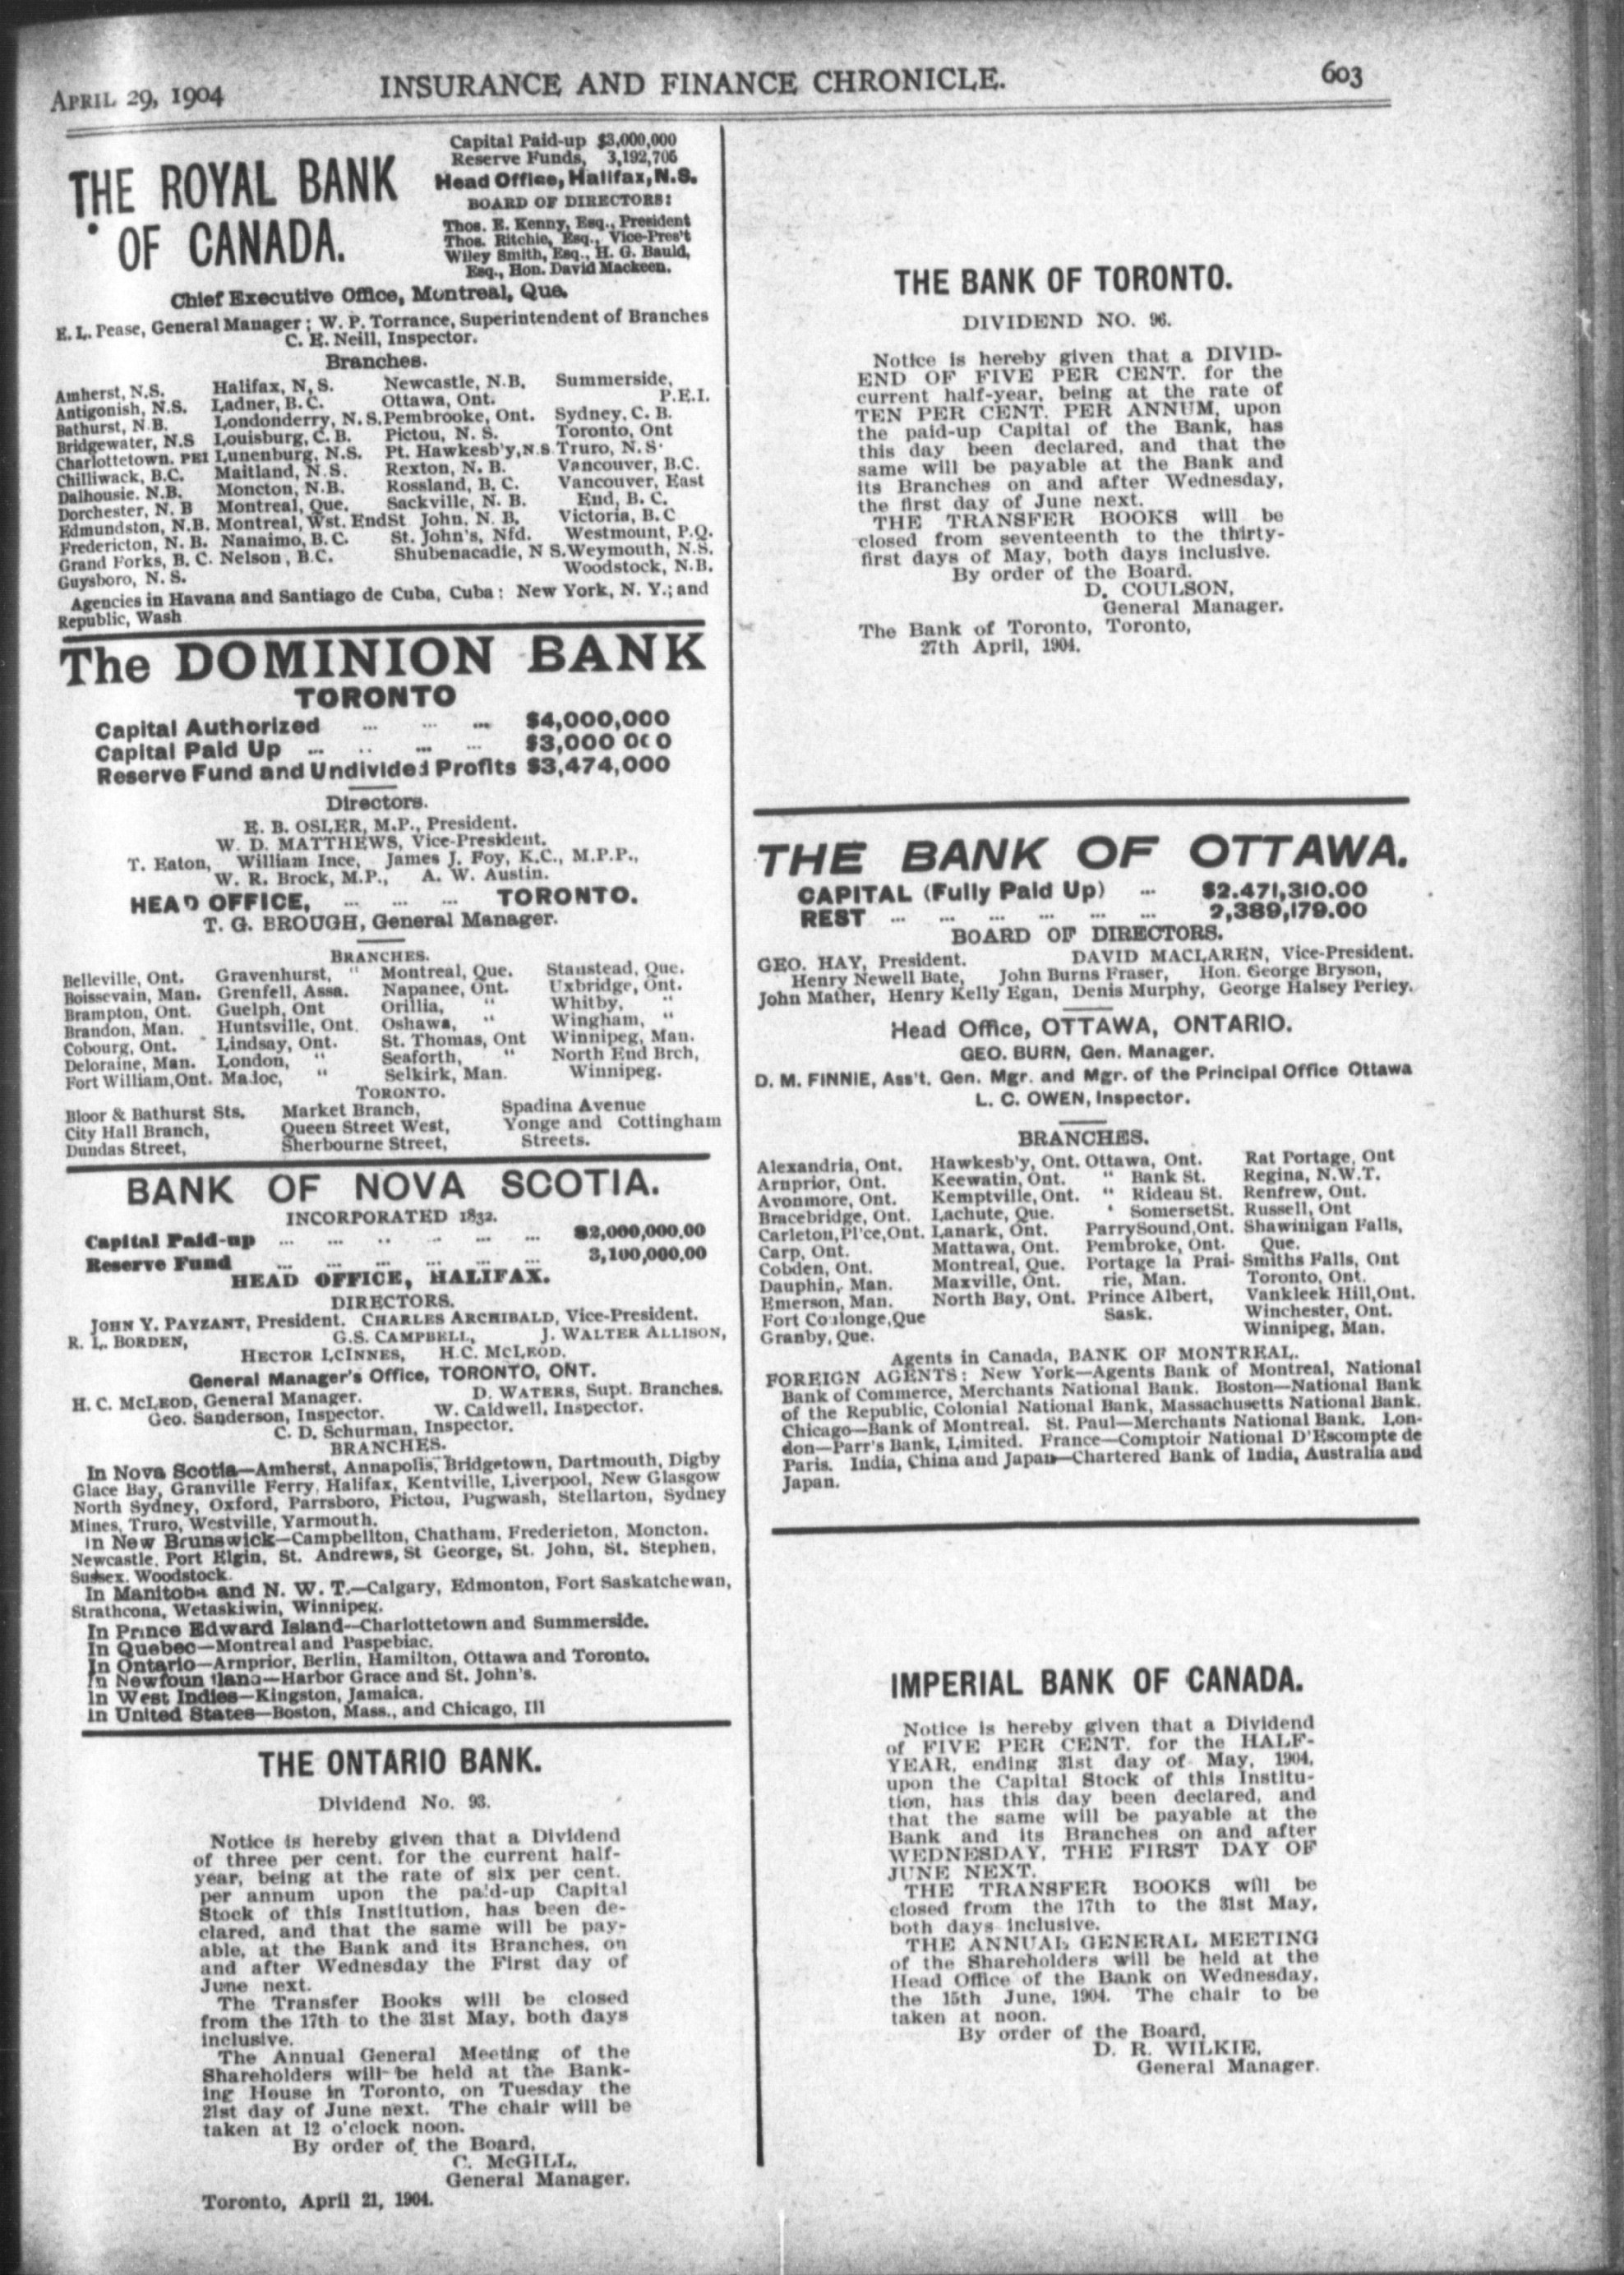 APRIL 29, 1904 INSURANCE AND FINANCE CHRONICLE. 603
THE ROYAL BANK
OF CANADA.
Capital Paid-up $3,000,000
Reserve Funds, 3,192,705
Head Office, Halifax, N.S.
BOARD OF DIRECTORS:
Thos. E. Kenny, Esq., President
Thos. Ritchie, Esq., Vice-Pres't
Wiley Smith, Esq., H. G. Bauld,
Esq., Hon. David Mackeen.
Chief Executive Office, Montreal, Que.
E. L. Pease, General Manager; W. P. Torrance, Superintendent of Branches
C. E. Neill, Inspector.
Branches.
Amherst, N.S.
Antigonish, N.S.
Bathurst, N.B.
Bridgewater, N.S
Charlottetown. PEI
Chilliwack, B.C.
Dalhousie. N.B.
Dorchester, N. B
Edmundston, N.B.
Fredericton, N. B.
Grand Forks, B. C.
Guysboro, N. S.
Halifax, N. S.
Ladner, B. C.
Londonderry, N. S.
Louisburg, C. B.
Lunenburg, N.S.
Maitland, N. S.
Moncton, N.B.
Montreal, Que.
Montreal, Wst. End
Nanaimo, B. C.
Nelson, B.C.
Newcastle, N.B.
Ottawa, Ont.
Pembrooke, Ont.
Pictou, N. S.
Pt. Hawkesb'y, N.S.
Rexton, N. B.
Rossland, B. C.
Sackville, N. B.
St John, N. B.
St. John's, Nfd.
Shubenacadie, N S.
Summerside,
P.E.I.
Sydney. C. B.
Toronto, Ont
Truro, N. S.
Vancouver, B.C.
Vancouver, East
End, B. C.
Victoria, B.C
Westmount, P.Q.
Weymouth, N.S.
Woodstock, N.B.
Agencies in Havana and Santiago de Cuba, Cuba; New York, N. Y.; and
Republic, Wash
The DOMINION BANK
TORONTO
Capital Authorized ... ... ... $4,000,000
Capital Paid Up ... .. ... ... $3,000 000
Reserve Fund and Undivided Profits $3,474,000
Directors.
E. B. OSLER, M.P., President.
W. D. MATTHEWS, Vice-President.
T. Eaton, William Ince, James J. Foy, K.C., M.P.P.,
W. R. Brock, M.P., A. W. Austin.
HEAD OFFICE, ... ... ... TORONTO.
T. G. BROUGH, General Manager.
BRANCHES.
Belleville, Ont.
Boissevain, Man.
Brampton, Ont.
Brandon, Man.
Cobourg, Ont.
Deloraine, Man.
Fort William, Ont.
Gravenhurst, "
Grenfell, Assa.
Guelph, Ont
Huntsville, Ont.
Lindsay, Ont.
London, "
Madoc, "
Montreal, Que.
Napanee, Ont.
Orillia, "
Oshawa, "
St. Thomas, Ont
Seaforth, "
Selkirk, Man.
Stanstead, Que.
Uxbridge, Ont.
Whitby, "
Wingham, "
Winnipeg, Man.
North End Brch,
Winnipeg.
TORONTO.
Bloor & Bathurst Sts.
City Hall Branch,
Dundas Street,
Market Branch,
Queen Street West,
Sherbourne Street,
Spadina Avenue
Yonge and Cottingham
Streets.
BANK OF NOVA SCOTIA.
INCORPORATED 1832.
Capital Paid-up ... ... .. .. ... ... $2,000,000.00
Reserve Fund ... ... ... ... ... ... 3,100,000.00
HEAD OFFICE, HALIFAX.
DIRECTORS.
JOHN Y. PAYZANT, President. CHARLES ARCHIBALD, Vice-President.
R. L. BORDEN, G.S. CAMPBELL, J. WALTER ALLISON,
HECTOR McINNES, H.C. McLEOD.
General Manager's Office, TORONTO, ONT.
H. C. McLEOD, General Manager. D. WATERS, Supt. Branches.
Geo. Sanderson, Inspector. W. Caldwell, Inspector.
C. D. Schurman, Inspector.
BRANCHES.
In Nova Scotia—Amherst, Annapolis, Bridgetown, Dartmouth, Digby
Glace Bay, Granville Ferry, Halifax, Kentville, Liverpool, New Glasgow
North Sydney, Oxford, Parrsboro, Pictou, Pugwash, Stellarton, Sydney
Mines, Truro, Westville, Yarmouth.
In New Brunswick—Campbellton, Chatham, Fredericton, Moncton.
Newcastle, Port Elgin, St. Andrews, St George, St. John, St. Stephen,
Sussex. Woodstock.
In Manitoba and N. W. T.—Calgary, Edmonton, Fort Saskatchewan,
Strathcona, Wetaskiwin, Winnipeg.
In Prince Edward Island—Charlottetown and Summerside.
In Quebec—Montreal and Paspebiac.
In Ontario—Arnprior, Berlin, Hamilton, Ottawa and Toronto.
In Newfoundland—Harbor Grace and St. John's.
In West Indies—Kingston, Jamaica.
In United States—Boston, Mass., and Chicago, Ill
THE ONTARIO BANK.
Dividend No. 93.
Notice is hereby given that a Dividend
of three per cent. for the current half-
year, being at the rate of six per cent.
per annum upon the paid-up Capital
Stock of this Institution, has been de-
clared, and that the same will be pay-
able, at the Bank and its Branches, on
and after Wednesday the First day of
June next.
The Transfer Books will be closed
from the 17th to the 31st May, both days
inclusive.
The Annual General Meeting of the
Shareholders will be held at the Bank-
ing House in Toronto, on Tuesday the
21st day of June next. The chair will be
taken at 12 o'clock noon.
By order of the Board,
C. McGILL,
General Manager.
Toronto, April 21, 1904.
THE BANK OF TORONTO.
DIVIDEND NO. 96.
Notice is hereby given that a DIVID-
END OF FIVE PER CENT. for the
current half-year, being at the rate of
TEN PER CENT. PER ANNUM, upon
the paid-up Capital of the Bank, has
this day been declared, and that the
same will be payable at the Bank and
its Branches on and after Wednesday,
the first day of June next.
THE TRANSFER BOOKS will be
closed from seventeenth to the thirty-
first days of May, both days inclusive.
By order of the Board.
D. COULSON,
General Manager.
The Bank of Toronto, Toronto,
27th April, 1904.
THE BANK OF OTTAWA.
CAPITAL (Fully Paid Up) ... $2.471,310.00
REST ... ... ... ... ... ... 2,389,179.00
BOARD OF DIRECTORS.
GEO. HAY, President. DAVID MACLAREN, Vice-President.
Henry Newell Bate, John Burns Fraser, Hon. George Bryson,
John Mather, Henry Kelly Egan, Denis Murphy, George Halsey Perley.
Head Office, OTTAWA, ONTARIO.
GEO. BURN, Gen. Manager.
D. M. FINNIE, Ass't. Gen. Mgr. and Mgr. of the Principal Office Ottawa
L. C. OWEN, Inspector.
BRANCHES.
Alexandria, Ont.
Arnprior, Ont.
Avonmore, Ont.
Bracebridge, Ont.
Carleton, Pl'ce, Ont.
Carp, Ont.
Cobden, Ont.
Dauphin, Man.
Emerson, Man.
Fort Coulonge, Que
Granby, Que.
Hawkesb'y, Ont.
Keewatin, Ont.
Kemptville, Ont.
Lachute, Que.
Lanark, Ont.
Mattawa, Ont.
Montreal, Que.
Maxville, Ont.
North Bay, Ont.
Ottawa, Ont.
" Bank St.
" Rideau St.
" Somerset St.
Parry Sound, Ont.
Pembroke, Ont.
Portage la Prai-
rie, Man.
Prince Albert,
Sask.
Rat Portage, Ont
Regina, N.W.T.
Renfrew, Ont.
Russell, Ont
Shawinigan Falls,
Que.
Smiths Falls, Ont
Toronto, Ont.
Vankleek Hill, Ont.
Winchester, Ont.
Winnipeg, Man.
Agents in Canada, BANK OF MONTREAL.
FOREIGN AGENTS: New York—Agents Bank of Montreal, National
Bank of Commerce, Merchants National Bank. Boston—National Bank
of the Republic, Colonial National Bank, Massachusetts National Bank.
Chicago—Bank of Montreal. St. Paul—Merchants National Bank. Lon-
don—Parr's Bank, Limited. France—Comptoir National D'Escompte de
Paris. India, China and Japan—Chartered Bank of India, Australia and
Japan.
IMPERIAL BANK OF CANADA.
Notice is hereby given that a Dividend
of FIVE PER CENT. for the HALF-
YEAR, ending 31st day of May, 1904,
upon the Capital Stock of this Institu-
tion, has this day been declared, and
that the same will be payable at the
Bank and its Branches on and after
WEDNESDAY, THE FIRST DAY OF
JUNE NEXT.
THE TRANSFER BOOKS will be
closed from the 17th to the 31st May,
both days inclusive.
THE ANNUAL GENERAL MEETING
of the Shareholders will be held at the
Head Office of the Bank on Wednesday,
the 15th June, 1904. The chair to be
taken at noon.
By order of the Board,
D. R. WILKIE,
General Manager.